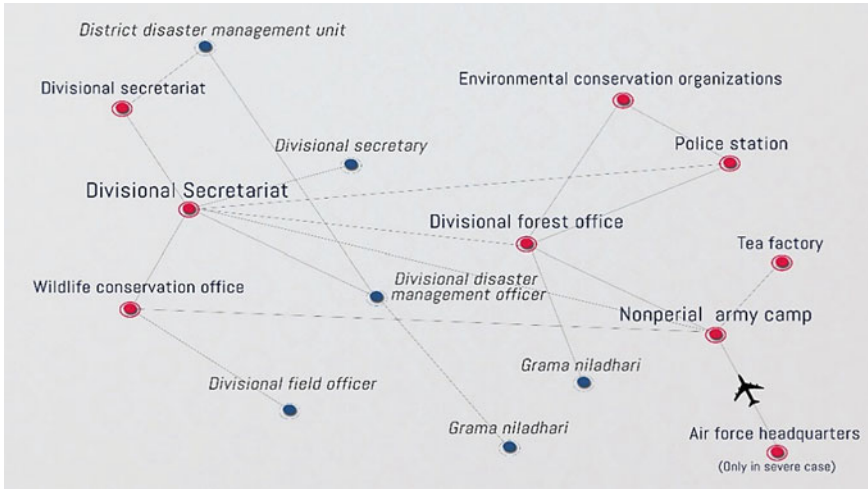 District disaster management unit
Divisional secretariat
Environmental conservation organizations
Divisional secretary
Police station
Divisional Secretariat
Divisional forest office
Tea factory
Wildlife conservation office
Divisional disaster
management officer
Nonperial army camp
Grama niladhari
Divisional field officer
Grama niladhari
Air force headquarters
(Only in severe case)